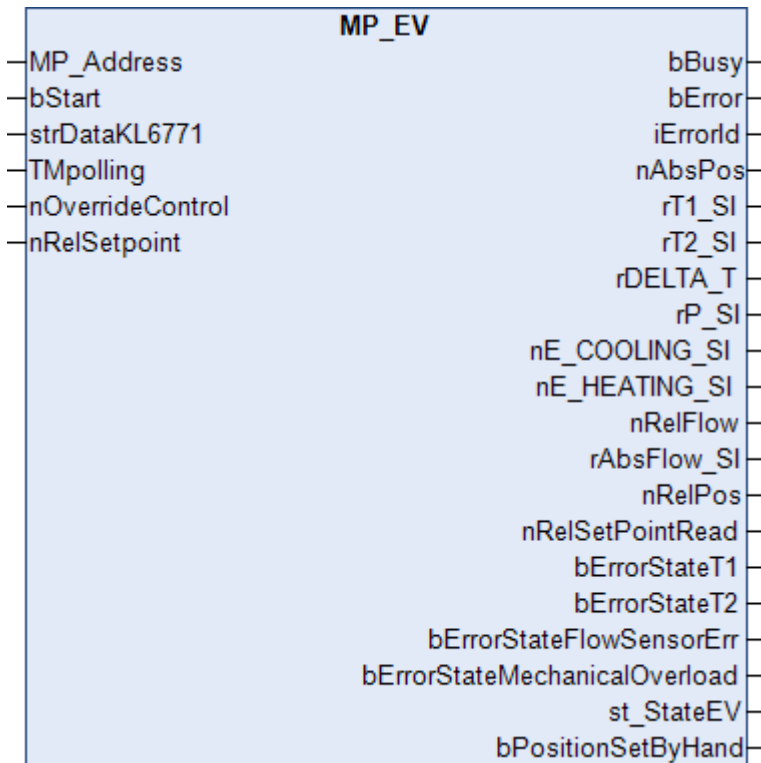 MP_EV
MP_Address bBusy
bStart bError
strDataKL6771 iErrorId
TMpolling nAbsPos
nOverrideControl rT1_SI
nRelSetpoint rT2_SI
rDELTA_T
rP_SI
nE_COOLING_SI
nE_HEATING_SI
nRelFlow
rAbsFlow_SI
nRelPos
nRelSetPointRead
bErrorStateT1
bErrorStateT2
bErrorStateFlowSensorErr
bErrorStateMechanicalOverload
st_StateEV
bPositionSetByHand